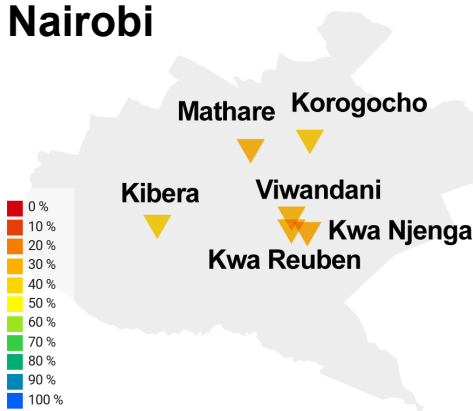 Nairobi
Mathare
Korogocho
Kibera
Viwandani
Kwa Njenga
Kwa Reuben
0 %
10 %
20 %
30 %
40 %
50 %
60 %
70 %
80 %
90 %
100 %